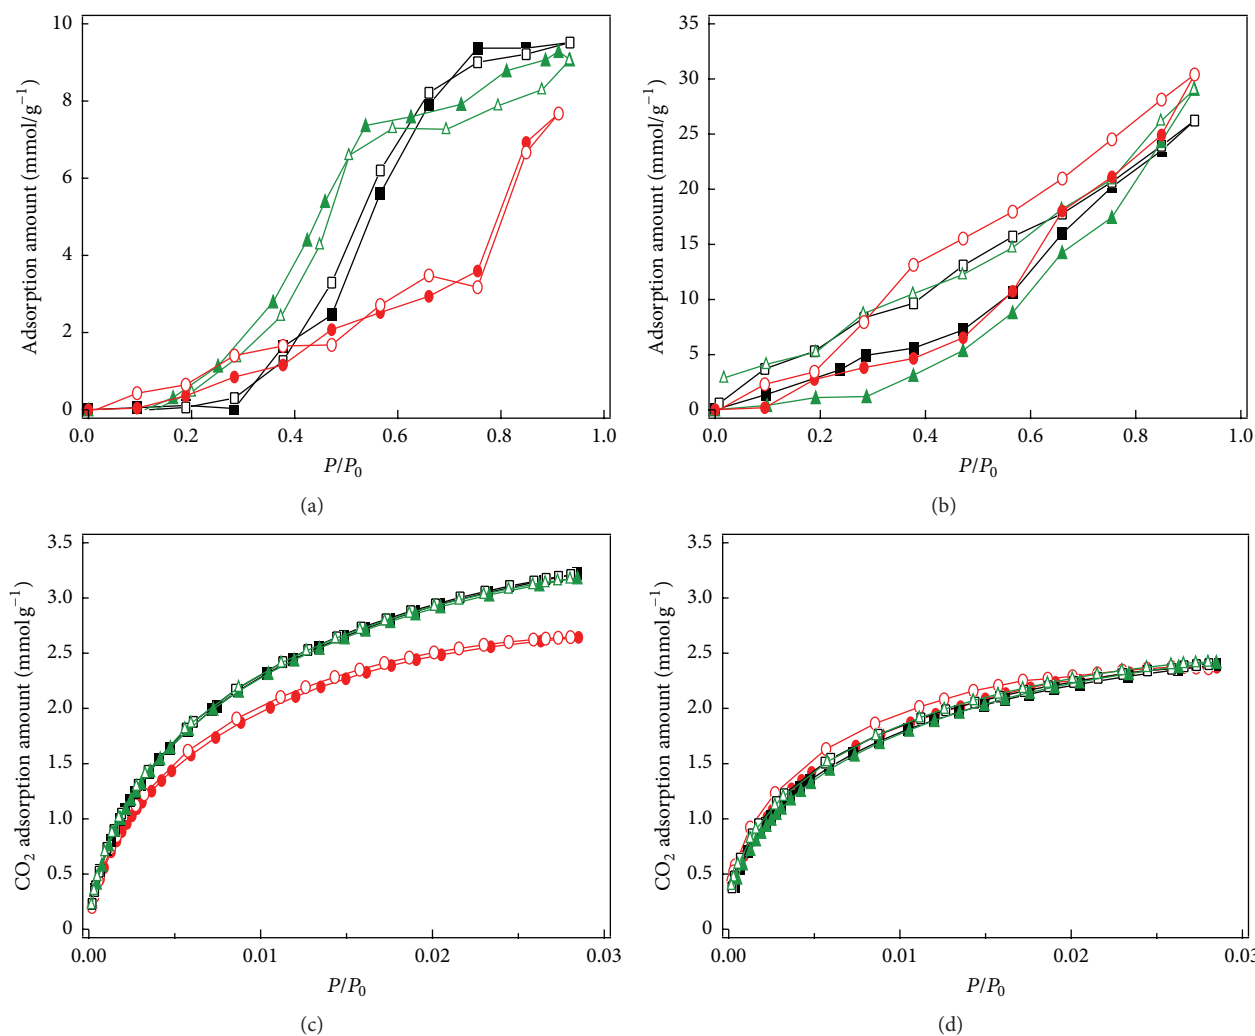 10
8
6
4
2
0
Adsorption amount (mmol/g⁻¹)
0.0 0.2 0.4 0.6 0.8 1.0
P/P₀
(a)
35
30
25
20
15
10
5
0
Adsorption amount (mmol/g⁻¹)
0.0 0.2 0.4 0.6 0.8 1.0
P/P₀
(b)
3.5
3.0
2.5
2.0
1.5
1.0
0.5
0
CO₂ adsorption amount (mmol g⁻¹)
0.00 0.01 0.02 0.03
P/P₀
(c)
3.5
3.0
2.5
2.0
1.5
1.0
0.5
0
CO₂ adsorption amount (mmol g⁻¹)
0.00 0.01 0.02 0.03
P/P₀
(d)